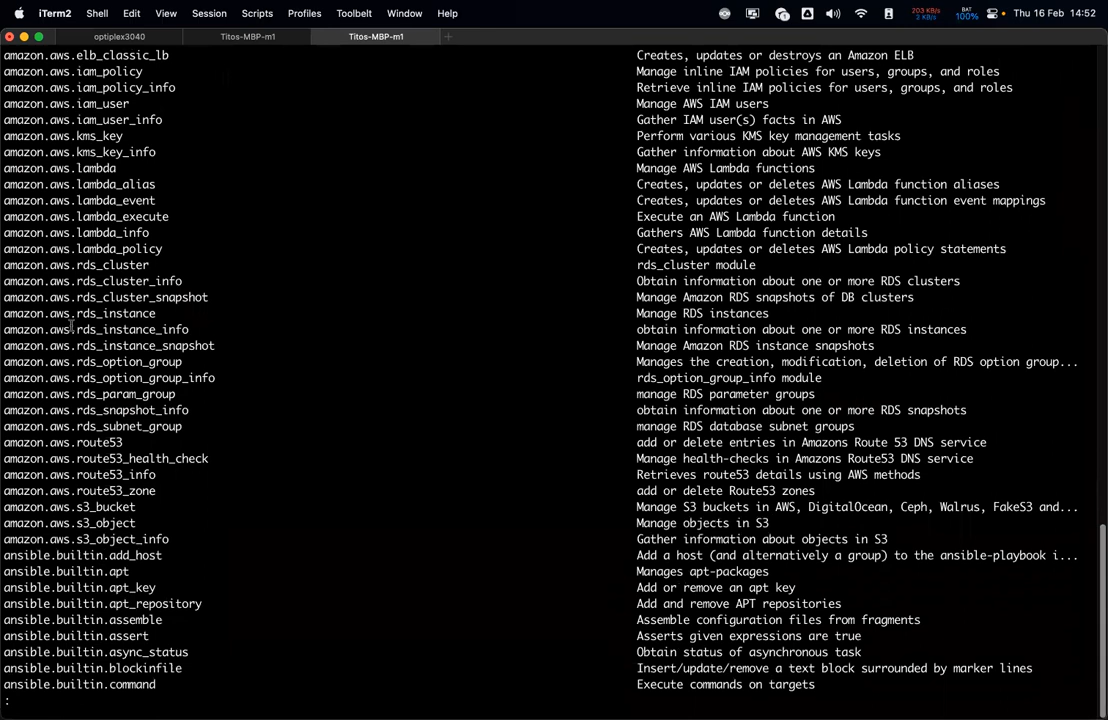 iTerm2 Shell Edit View Session Scripts Profiles Toolbelt Window Help 203 KB/s 2 KB/s BAT 100% Thu 16 Feb 14:52
optiplex3040 Titos-MBP-m1 Titos-MBP-m1 +
amazon.aws.elb_classic_lb Creates, updates or destroys an Amazon ELB
amazon.aws.iam_policy Manage inline IAM policies for users, groups, and roles
amazon.aws.iam_policy_info Retrieve inline IAM policies for users, groups, and roles
amazon.aws.iam_user Manage AWS IAM users
amazon.aws.iam_user_info Gather IAM user(s) facts in AWS
amazon.aws.kms_key Perform various KMS key management tasks
amazon.aws.kms_key_info Gather information about AWS KMS keys
amazon.aws.lambda Manage AWS Lambda functions
amazon.aws.lambda_alias Creates, updates or deletes AWS Lambda function aliases
amazon.aws.lambda_event Creates, updates or deletes AWS Lambda function event mappings
amazon.aws.lambda_execute Execute an AWS Lambda function
amazon.aws.lambda_info Gathers AWS Lambda function details
amazon.aws.lambda_policy Creates, updates or deletes AWS Lambda policy statements
amazon.aws.rds_cluster rds_cluster module
amazon.aws.rds_cluster_info Obtain information about one or more RDS clusters
amazon.aws.rds_cluster_snapshot Manage Amazon RDS snapshots of DB clusters
amazon.aws.rds_instance Manage RDS instances
amazon.aws.rds_instance_info obtain information about one or more RDS instances
amazon.aws.rds_instance_snapshot Manage Amazon RDS instance snapshots
amazon.aws.rds_option_group Manages the creation, modification, deletion of RDS option group...
amazon.aws.rds_option_group_info rds_option_group_info module
amazon.aws.rds_param_group manage RDS parameter groups
amazon.aws.rds_snapshot_info obtain information about one or more RDS snapshots
amazon.aws.rds_subnet_group manage RDS database subnet groups
amazon.aws.route53 add or delete entries in Amazons Route 53 DNS service
amazon.aws.route53_health_check Manage health-checks in Amazons Route53 DNS service
amazon.aws.route53_info Retrieves route53 details using AWS methods
amazon.aws.route53_zone add or delete Route53 zones
amazon.aws.s3_bucket Manage S3 buckets in AWS, DigitalOcean, Ceph, Walrus, FakeS3 and...
amazon.aws.s3_object Manage objects in S3
amazon.aws.s3_object_info Gather information about objects in S3
ansible.builtin.add_host Add a host (and alternatively a group) to the ansible-playbook i...
ansible.builtin.apt Manages apt-packages
ansible.builtin.apt_key Add or remove an apt key
ansible.builtin.apt_repository Add and remove APT repositories
ansible.builtin.assemble Assemble configuration files from fragments
ansible.builtin.assert Asserts given expressions are true
ansible.builtin.async_status Obtain status of asynchronous task
ansible.builtin.blockinfile Insert/update/remove a text block surrounded by marker lines
ansible.builtin.command Execute commands on targets
: